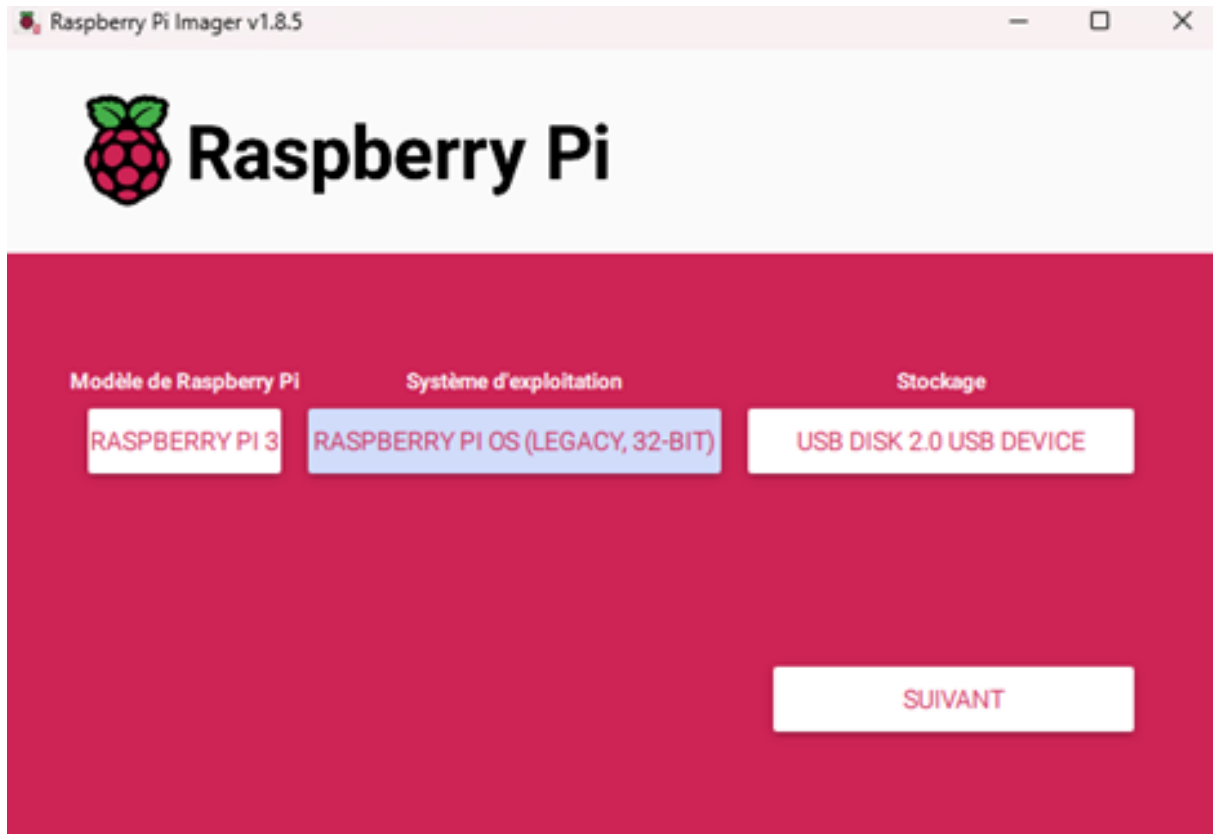 Raspberry Pi Imager v1.8.5
Raspberry Pi
Modèle de Raspberry Pi
Système d'exploitation
Stockage
RASPBERRY PI 3
RASPBERRY PI OS (LEGACY, 32-BIT)
USB DISK 2.0 USB DEVICE
SUIVANT